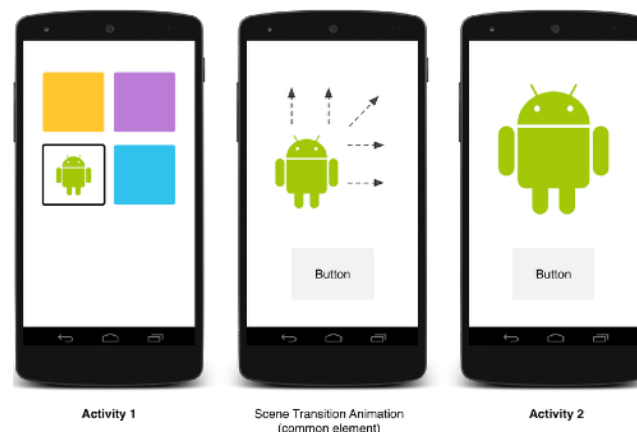 Button
Button
Activity 1
Scene Transition Animation
(common element)
Activity 2